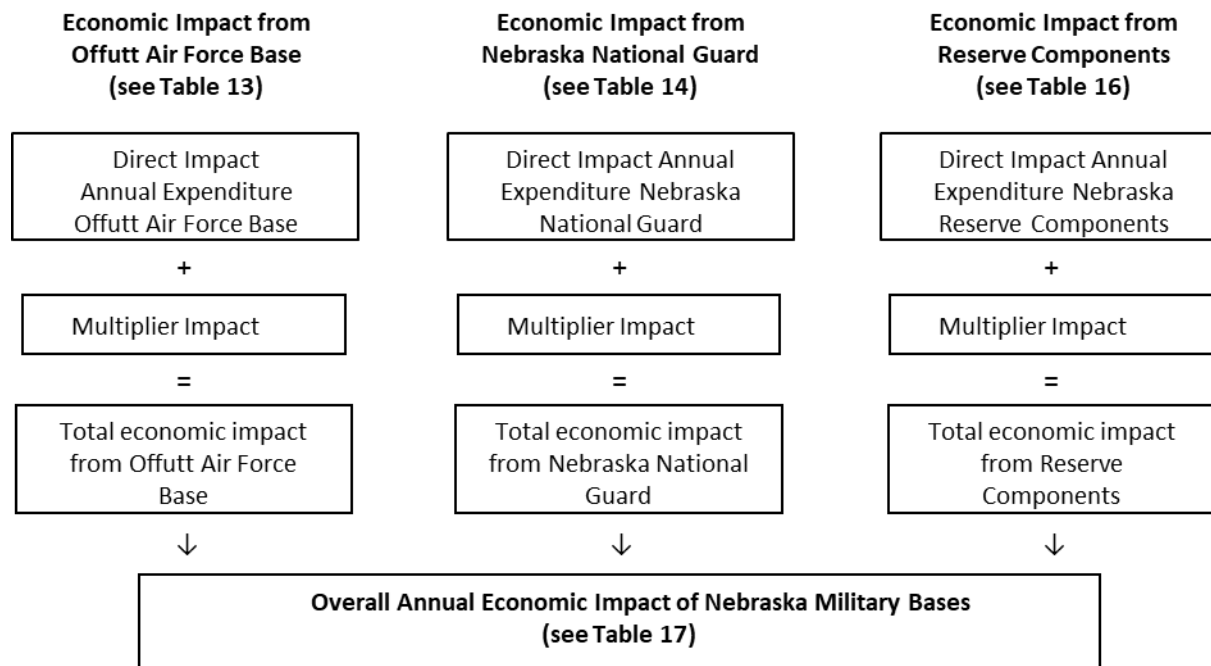 Economic Impact from
Offutt Air Force Base
(see Table 13)
Economic Impact from
Nebraska National Guard
(see Table 14)
Economic Impact from
Reserve Components
(see Table 16)
Direct Impact
Annual Expenditure
Offutt Air Force Base
Direct Impact Annual
Expenditure Nebraska
National Guard
Direct Impact Annual
Expenditure Nebraska
Reserve Components
+
+
+
Multiplier Impact
Multiplier Impact
Multiplier Impact
=
=
=
Total economic impact
from Offutt Air Force
Base
Total economic impact
from Nebraska National
Guard
Total economic impact
from Reserve
Components
↓
↓
↓
Overall Annual Economic Impact of Nebraska Military Bases
(see Table 17)